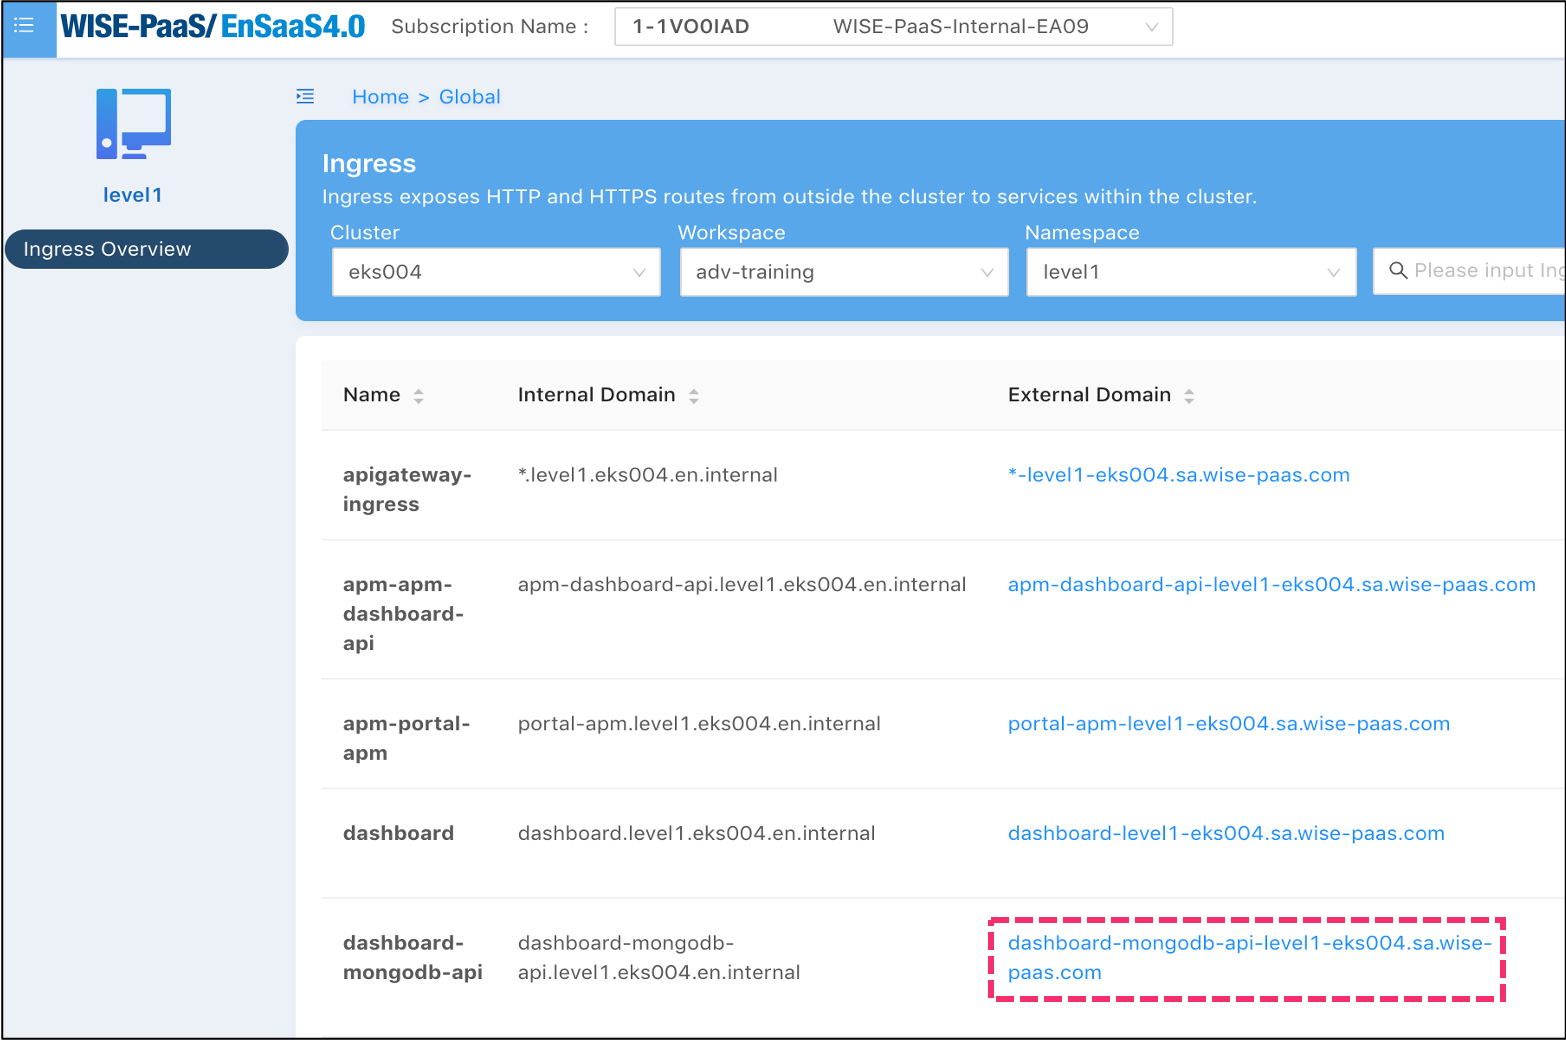 WISE-PaaS/ EnSaaS4.0
Subscription Name :
1-1VO0IAD WISE-PaaS-Internal-EA09
level1
Ingress Overview
Home > Global
Ingress
Ingress exposes HTTP and HTTPS routes from outside the cluster to services within the cluster.
Cluster Workspace Namespace
eks004 adv-training level1 Please input Ing
Name Internal Domain External Domain
apigateway- *.level1.eks004.en.internal *-level1-eks004.sa.wise-paas.com
ingress
apm-apm- apm-dashboard-api.level1.eks004.en.internal apm-dashboard-api-level1-eks004.sa.wise-paas.com
dashboard-
api
apm-portal- portal-apm.level1.eks004.en.internal portal-apm-level1-eks004.sa.wise-paas.com
apm
dashboard dashboard.level1.eks004.en.internal dashboard-level1-eks004.sa.wise-paas.com
dashboard- dashboard-mongodb- dashboard-mongodb-api-level1-eks004.sa.wise-
mongodb-api api.level1.eks004.en.internal paas.com